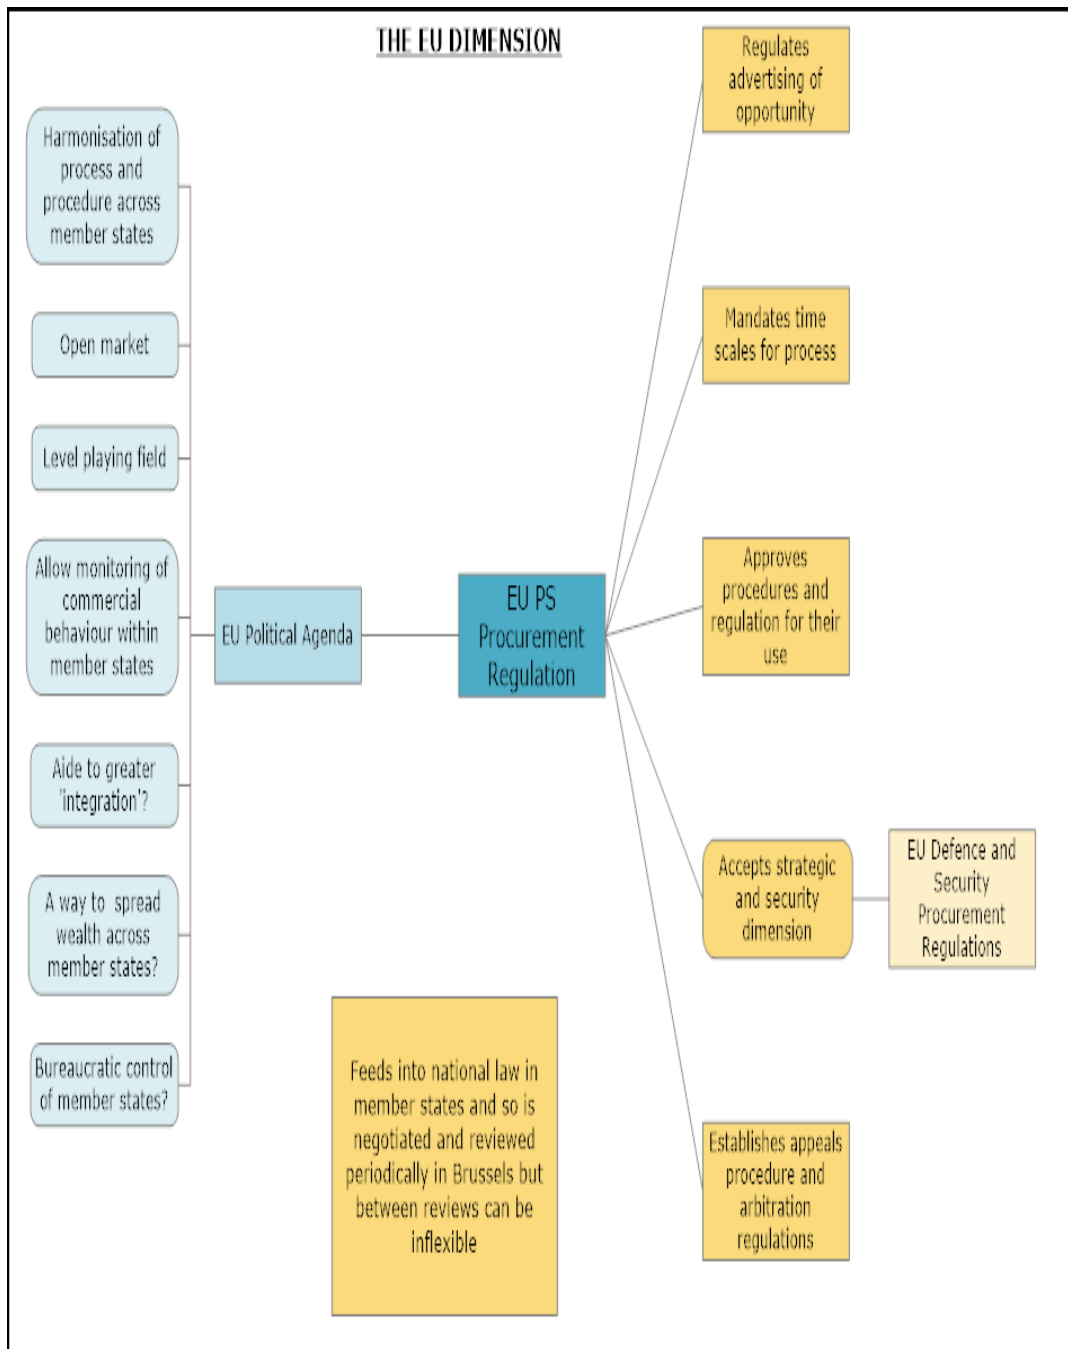 THE EU DIMENSION
Harmonisation of
process and
procedure across
member states
Open market
Level playing field
Allow monitoring of
commercial
behaviour within
member states
Aide to greater
'integration'?
A way to spread
wealth across
member states?
Bureaucratic control
of member states?
EU Political Agenda
EU PS
Procurement
Regulation
Regulates
advertising of
opportunity
Mandates time
scales for process
Approves
procedures and
regulation for their
use
Accepts strategic
and security
dimension
EU Defence and
Security
Procurement
Regulations
Establishes appeals
procedure and
arbitration
regulations
Feeds into national law in
member states and so is
negotiated and reviewed
periodically in Brussels but
between reviews can be
inflexible